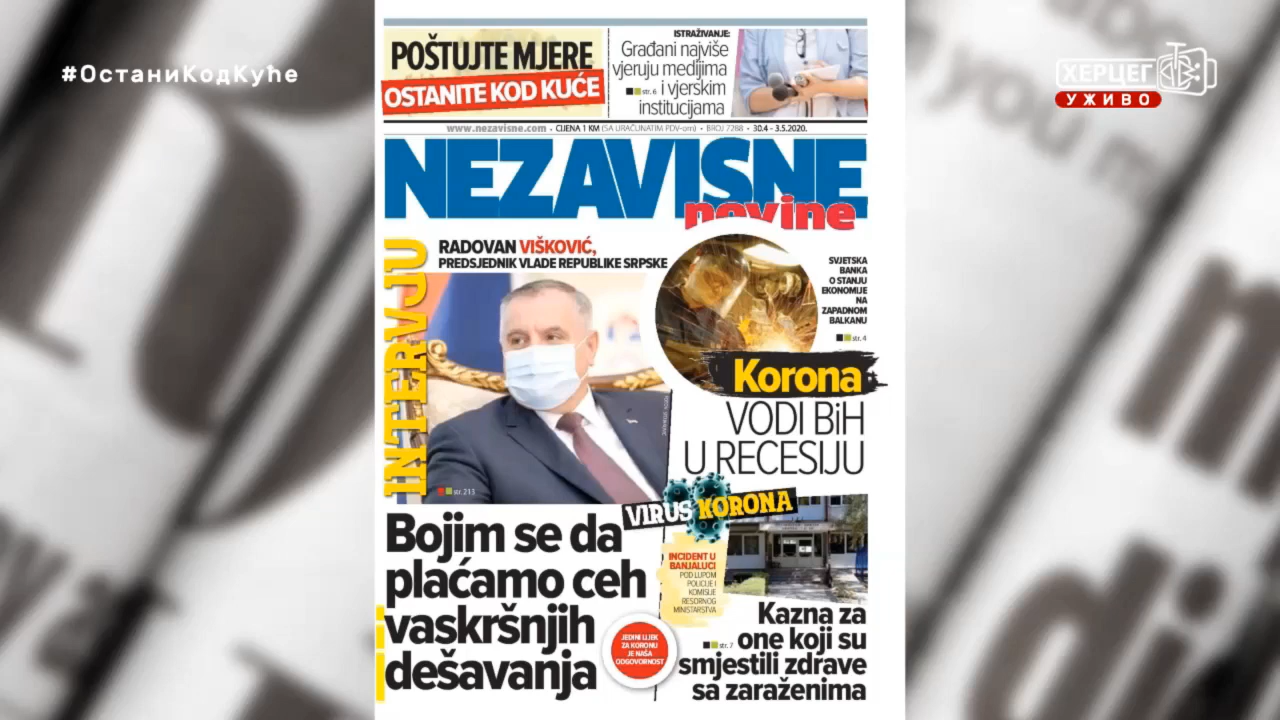 #ОстаниКодКуће
ХЕРЦЕГ
УЖИВО
POŠTUJTE MJERE
OSTANITE KOD KUĆE
ISTRAŽIVANJE:
Građani najviše
vjeruju medijima
str. 6 i vjerskim
institucijama
www.nezavisne.com • CIJENA 1 KM (SA URAČUNATIM PDV-om) • BROJ 7288 • 30.4 - 3.5.2020.
NEZAVISNE
novine
INTERVJU
RADOVAN VIŠKOVIĆ,
PREDSJEDNIK VLADE REPUBLIKE SRPSKE
str. 2 i 3
Bojim se da
plaćamo ceh
vaskršnjih
dešavanja
JEDINI LIJEK
ZA KORONU
JE NAŠA
ODGOVORNOST
SVJETSKA
BANKA
O STANJU
EKONOMIJE
NA
ZAPADNOM
BALKANU
str. 4
Korona
VODI BiH
U RECESIJU
VIRUS KORONA
INCIDENT U
BANJALUCI
POD LUPOM
POLICIJE I
KOMISIJE
RESORNOG
MINISTARSTVA
Kazna za
str. 7 one koji su
smjestili zdrave
sa zaraženima